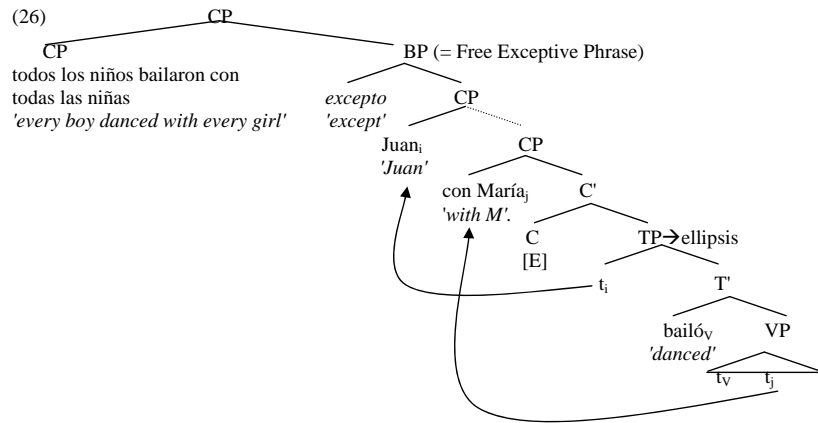 (26) CP
CP BP (= Free Exceptive Phrase)
todos los niños bailaron con
todas las niñas excepto CP
'every boy danced with every girl' 'except'
Juanᵢ CP
'Juan'
con Maríaⱼ C'
'with M'.
C TP→ellipsis
[E]
tᵢ T'
bailóV VP
'danced'
tV tⱼ